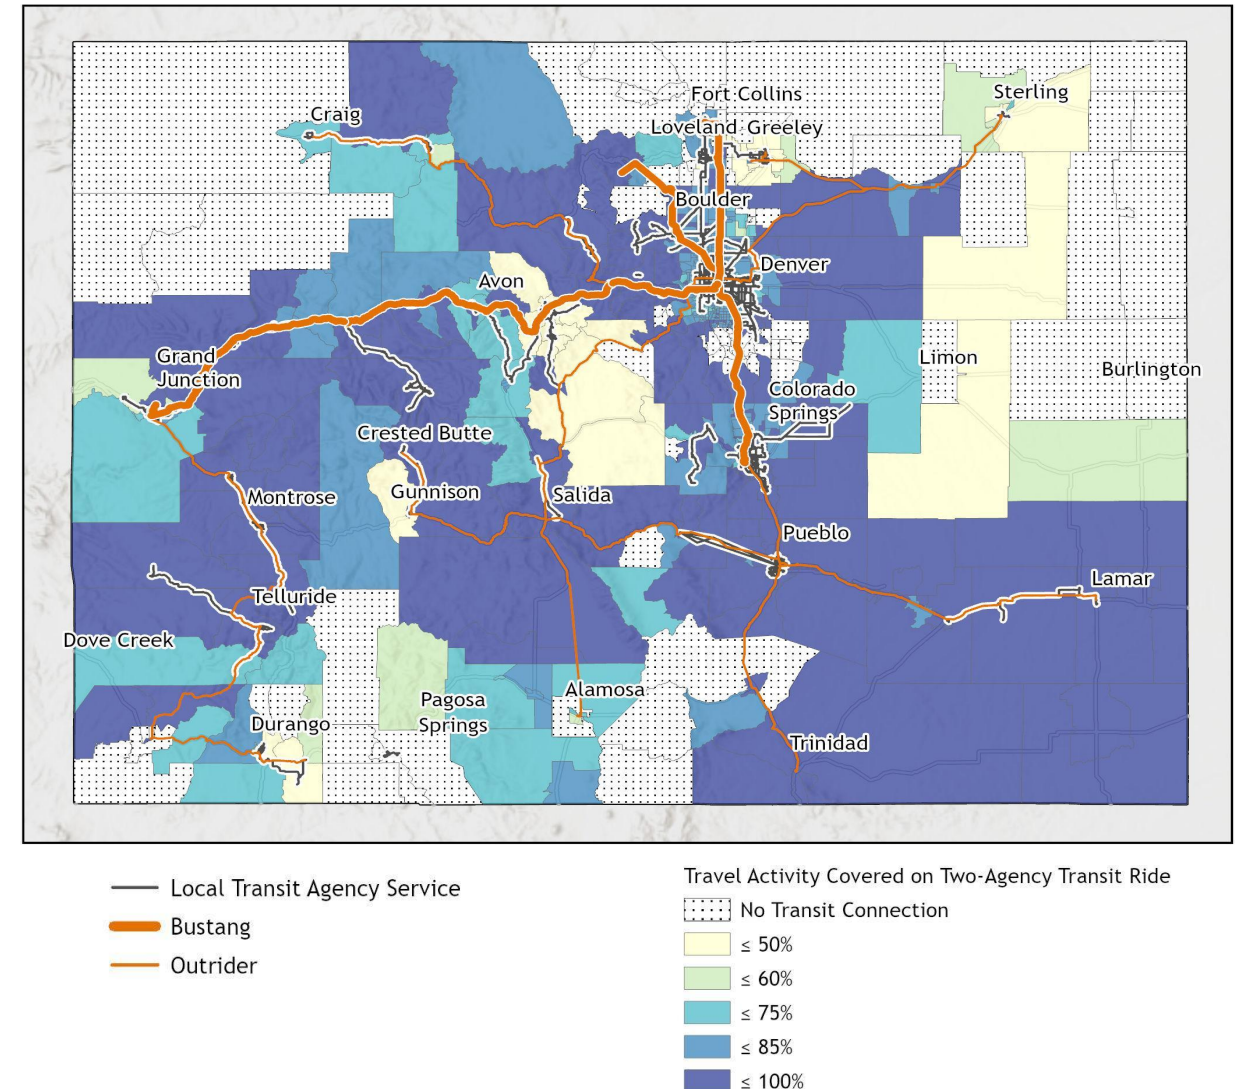 Fort Collins
Sterling
Craig
Loveland Greeley
Boulder
Denver
Avon
Grand
Junction
Limon
Burlington
Colorado
Springs
Crested Butte
Gunnison
Salida
Montrose
Pueblo
Lamar
Telluride
Dove Creek
Alamosa
Pagosa
Springs
Durango
Trinidad
Local Transit Agency Service
Bustang
Outrider
Travel Activity Covered on Two-Agency Transit Ride
No Transit Connection
≤ 50%
≤ 60%
≤ 75%
≤ 85%
≤ 100%